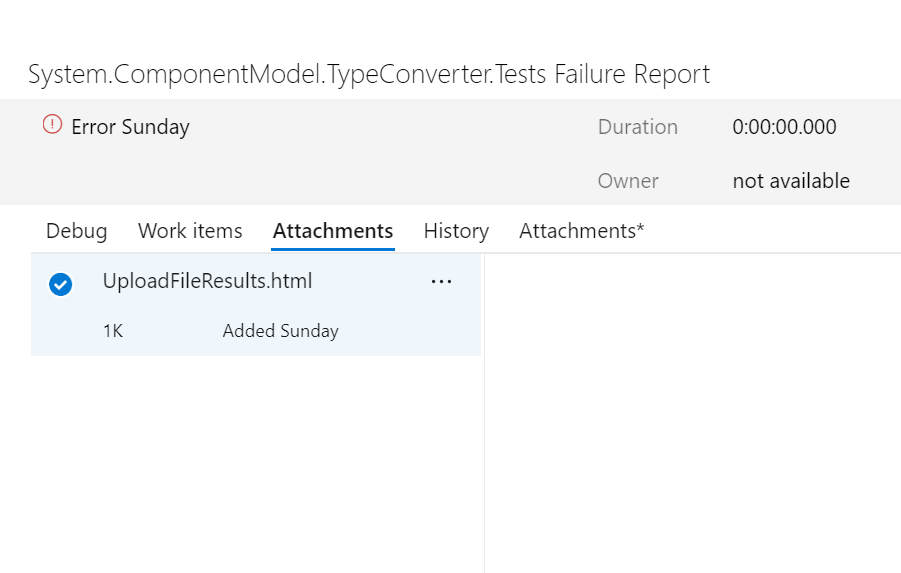 System.ComponentModel.TypeConverter.Tests Failure Report
Error Sunday
Duration 0:00:00.000
Owner not available
Debug Work items Attachments History Attachments*
UploadFileResults.html ...
1K Added Sunday